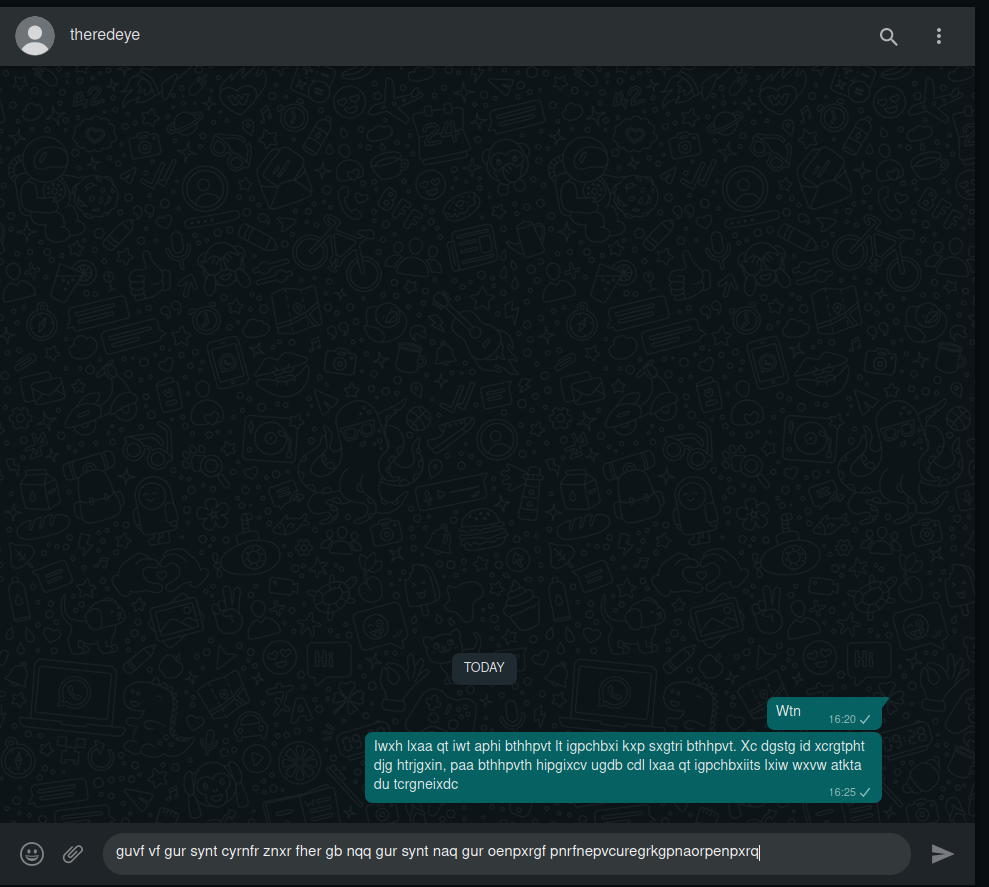 theredeye
TODAY
Wtn
16:20
Iwxh lxaa qt iwt aphi bthhpvt lt igpchbxi kxp sxgtri bthhpvt. Xc dgstg id xcrgtpht
djg htrjgxin, paa bthhpvth hipgixcv ugdb cdl lxaa qt igpchbxiits lxiw wxvw atkta
du tcrgneixdc
16:25
guvf vf gur synt cyrnfr znxr fher gb nqq gur synt naq gur oenpxrgf pnrfnepvcuregrkgpnaorpenpxrq